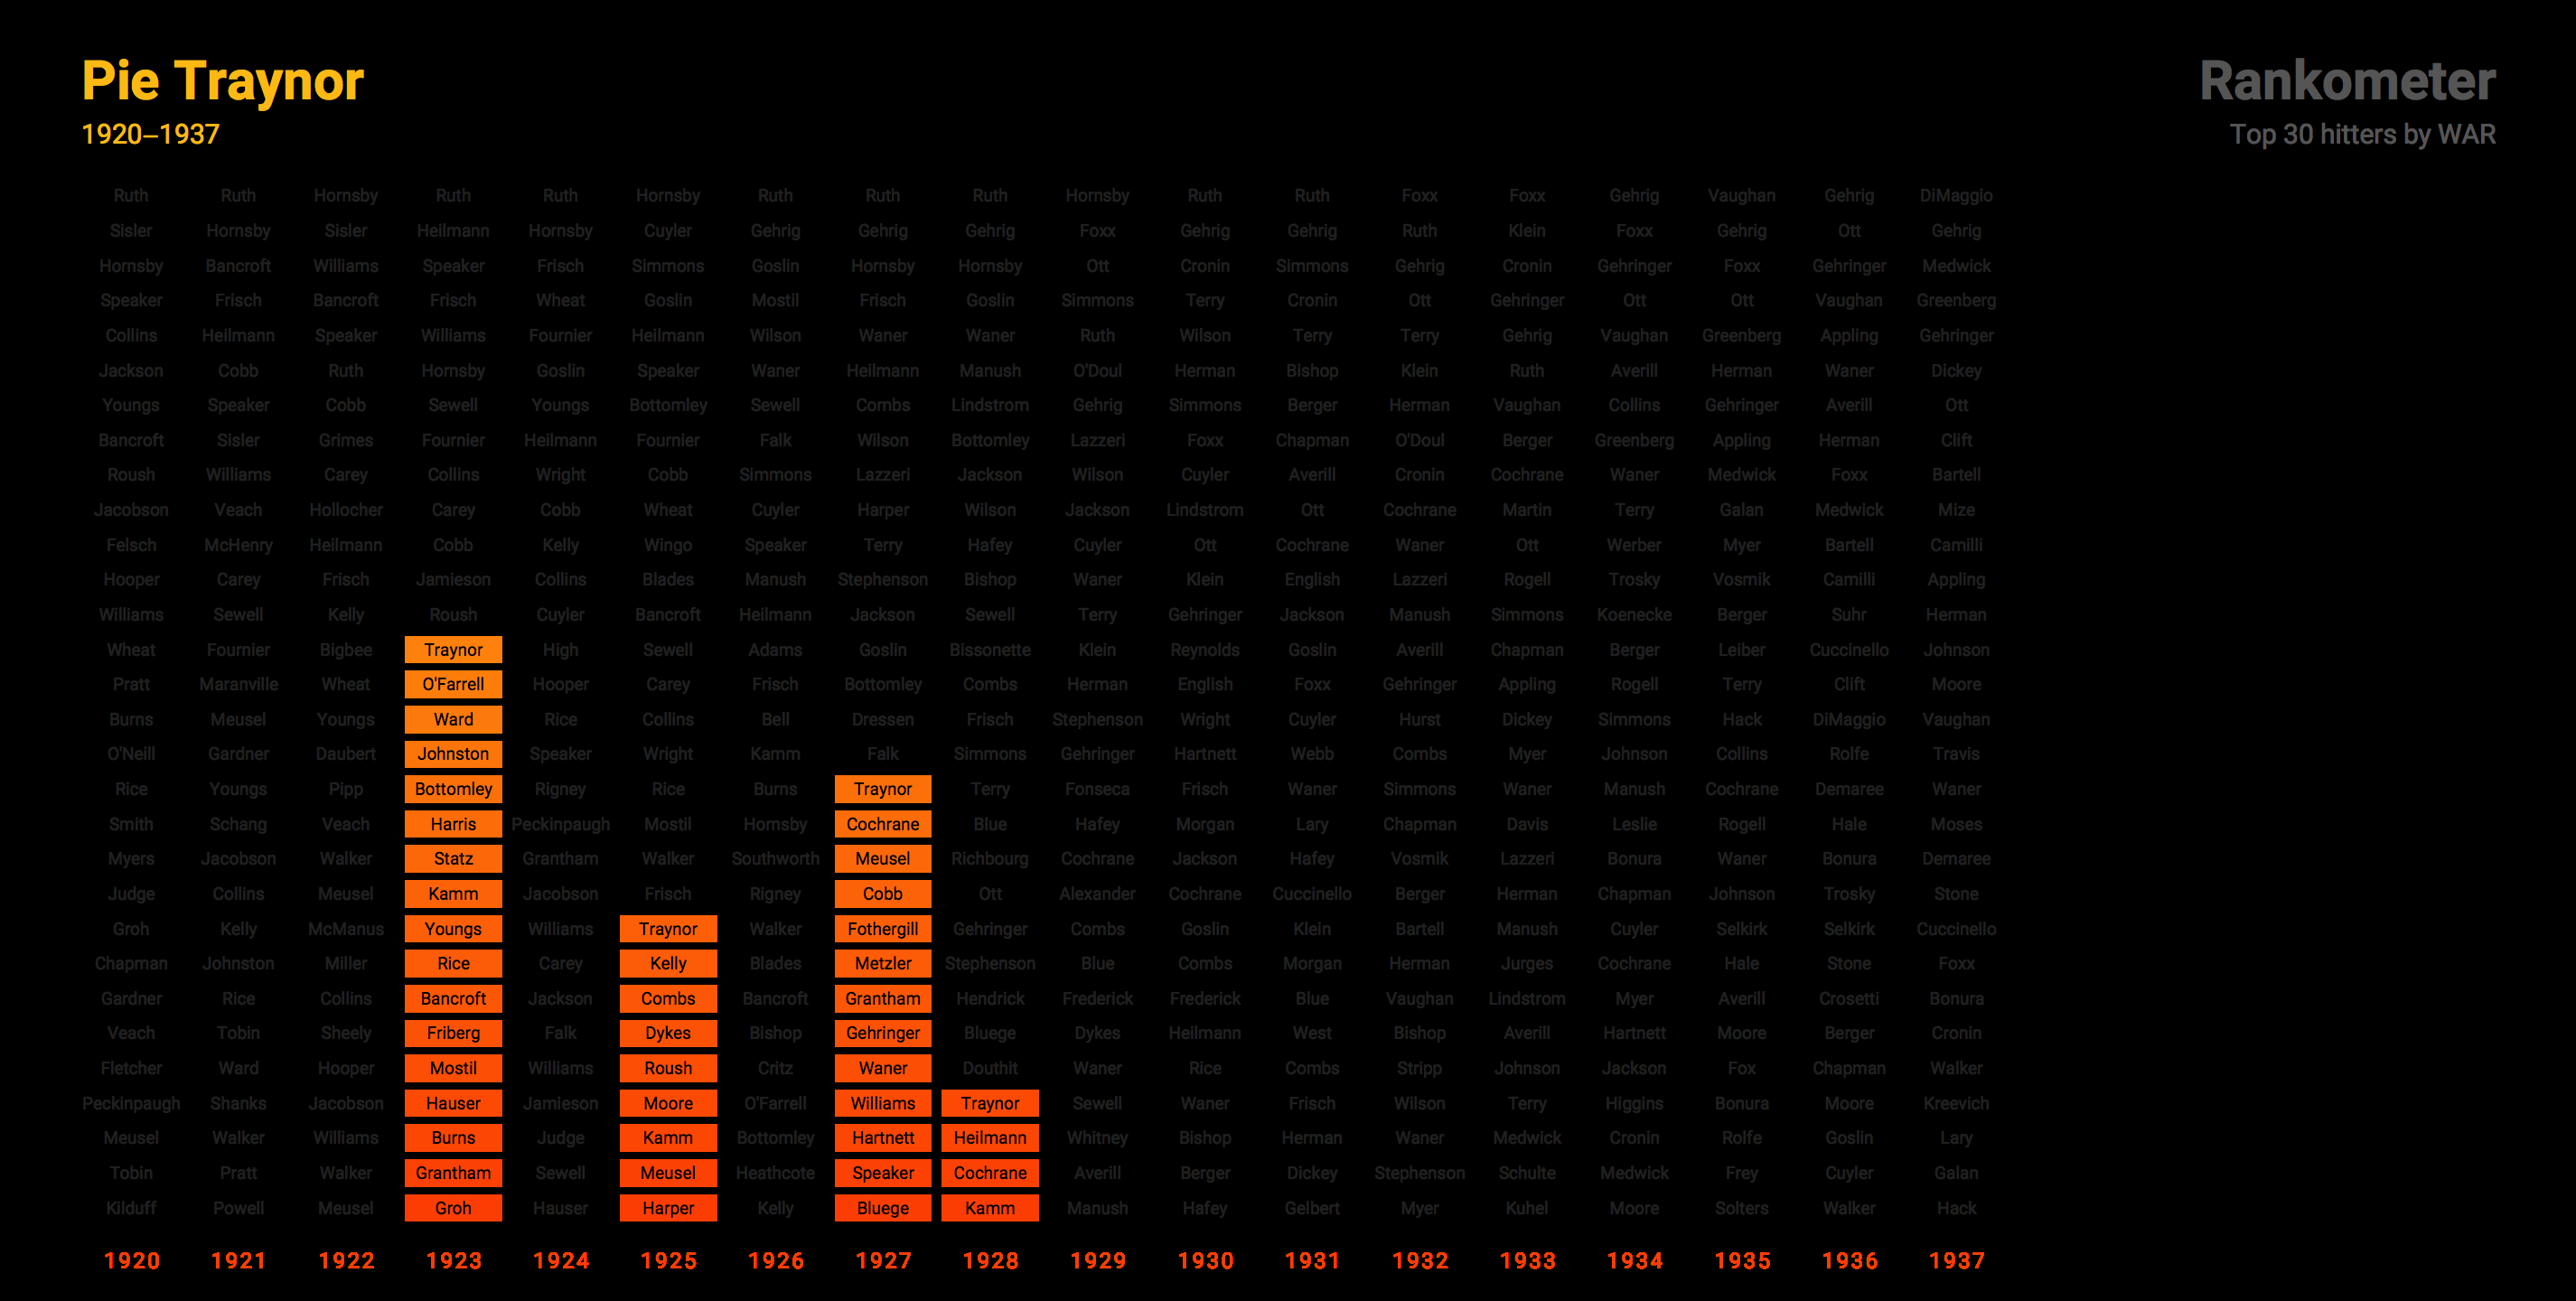 Pie Traynor
Rankometer
1920–1937
Top 30 hitters by WAR
Ruth Ruth Hornsby Ruth Ruth Hornsby Ruth Ruth Ruth Hornsby Ruth Ruth Foxx Foxx Gehrig Vaughan Gehrig DiMaggio
Sisler Hornsby Sisler Heilmann Hornsby Cuyler Gehrig Gehrig Gehrig Foxx Gehrig Gehrig Ruth Klein Foxx Gehrig Ott Gehrig
Hornsby Bancroft Williams Speaker Frisch Simmons Goslin Hornsby Hornsby Ott Cronin Simmons Gehrig Cronin Gehringer Foxx Gehringer Medwick
Speaker Frisch Bancroft Frisch Wheat Goslin Mostil Frisch Goslin Simmons Terry Cronin Ott Gehringer Ott Ott Vaughan Greenberg
Collins Heilmann Speaker Williams Fournier Heilmann Wilson Waner Waner Ruth Wilson Terry Terry Gehrig Vaughan Greenberg Appling Gehringer
Jackson Cobb Ruth Hornsby Goslin Speaker Waner Heilmann Manush O'Doul Herman Bishop Klein Ruth Averill Herman Waner Dickey
Youngs Speaker Cobb Sewell Youngs Bottomley Sewell Combs Lindstrom Gehrig Simmons Berger Herman Vaughan Collins Gehringer Averill Ott
Bancroft Sisler Grimes Fournier Heilmann Fournier Falk Wilson Bottomley Lazzeri Foxx Chapman O'Doul Berger Greenberg Appling Herman Clift
Roush Williams Carey Collins Wright Cobb Simmons Lazzeri Jackson Wilson Cuyler Averill Cronin Cochrane Waner Medwick Foxx Bartell
Jacobson Veach Hollocher Carey Cobb Wheat Cuyler Harper Wilson Jackson Lindstrom Ott Cochrane Martin Terry Galan Medwick Mize
Felsch McHenry Heilmann Cobb Kelly Wingo Speaker Terry Hafey Cuyler Ott Cochrane Waner Ott Werber Myer Bartell Camilli
Hooper Carey Frisch Jamieson Collins Blades Manush Stephenson Bishop Waner Klein English Lazzeri Rogell Trosky Vosmik Camilli Appling
Williams Sewell Kelly Roush Cuyler Bancroft Heilmann Jackson Sewell Terry Gehringer Jackson Manush Simmons Koenecke Berger Suhr Herman
Wheat Fournier Bigbee Traynor High Sewell Adams Goslin Bissonette Klein Reynolds Goslin Averill Chapman Berger Leiber Cuccinello Johnson
Pratt Maranville Wheat O'Farrell Hooper Carey Frisch Bottomley Combs Herman English Foxx Gehringer Appling Rogell Terry Clift Moore
Burns Meusel Youngs Ward Rice Collins Bell Dressen Frisch Stephenson Wright Cuyler Hurst Dickey Simmons Hack DiMaggio Vaughan
O'Neill Gardner Daubert Johnston Speaker Wright Kamm Falk Simmons Gehringer Hartnett Webb Combs Myer Johnson Collins Rolfe Travis
Rice Youngs Pipp Bottomley Rigney Rice Burns Traynor Terry Fonseca Frisch Waner Simmons Waner Manush Cochrane Demaree Waner
Smith Schang Veach Harris Peckinpaugh Mostil Hornsby Cochrane Blue Hafey Morgan Lary Chapman Davis Leslie Rogell Hale Moses
Myers Jacobson Walker Statz Grantham Walker Southworth Meusel Richbourg Cochrane Jackson Hafey Vosmik Lazzeri Bonura Waner Bonura Demaree
Judge Collins Meusel Kamm Jacobson Frisch Rigney Cobb Ott Alexander Cochrane Cuccinello Berger Herman Chapman Johnson Trosky Stone
Groh Kelly McManus Youngs Williams Traynor Walker Fothergill Gehringer Combs Goslin Klein Bartell Manush Cuyler Selkirk Selkirk Cuccinello
Chapman Johnston Miller Rice Carey Kelly Blades Metzler Stephenson Blue Combs Morgan Herman Jurges Cochrane Hale Stone Foxx
Gardner Rice Collins Bancroft Jackson Combs Bancroft Grantham Hendrick Frederick Frederick Blue Vaughan Lindstrom Myer Averill Crosetti Bonura
Veach Tobin Sheely Friberg Falk Dykes Bishop Gehringer Bluege Dykes Heilmann West Bishop Averill Hartnett Moore Berger Cronin
Fletcher Ward Hooper Mostil Williams Roush Critz Waner Douthit Waner Rice Combs Stripp Johnson Jackson Fox Chapman Walker
Peckinpaugh Shanks Jacobson Hauser Jamieson Moore O'Farrell Williams Traynor Sewell Waner Frisch Wilson Terry Higgins Bonura Moore Kreevich
Meusel Walker Williams Burns Judge Kamm Bottomley Hartnett Heilmann Whitney Bishop Herman Waner Medwick Cronin Rolfe Goslin Lary
Tobin Pratt Walker Grantham Sewell Meusel Heathcote Speaker Cochrane Averill Berger Dickey Stephenson Schulte Medwick Frey Cuyler Galan
Kilduff Powell Meusel Groh Hauser Harper Kelly Bluege Kamm Manush Hafey Gelbert Myer Kuhel Moore Solters Walker Hack
1920 1921 1922 1923 1924 1925 1926 1927 1928 1929 1930 1931 1932 1933 1934 1935 1936 1937